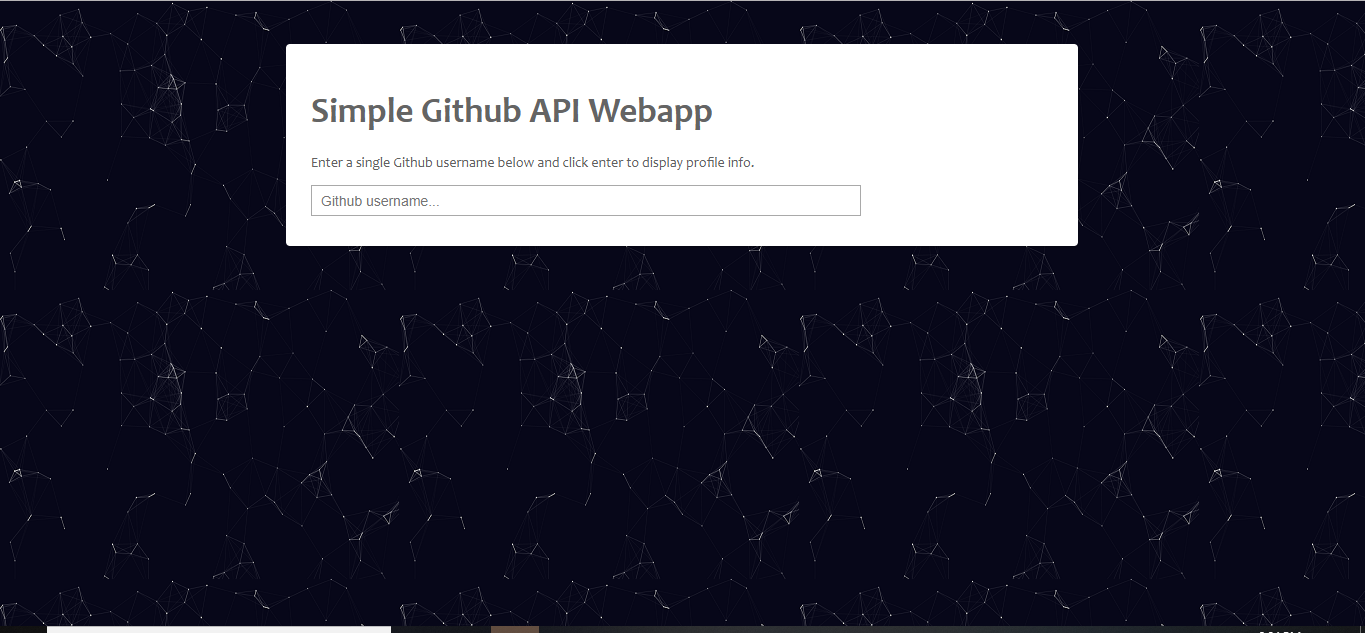 Simple Github API Webapp
Enter a single Github username below and click enter to display profile info.
Github username...